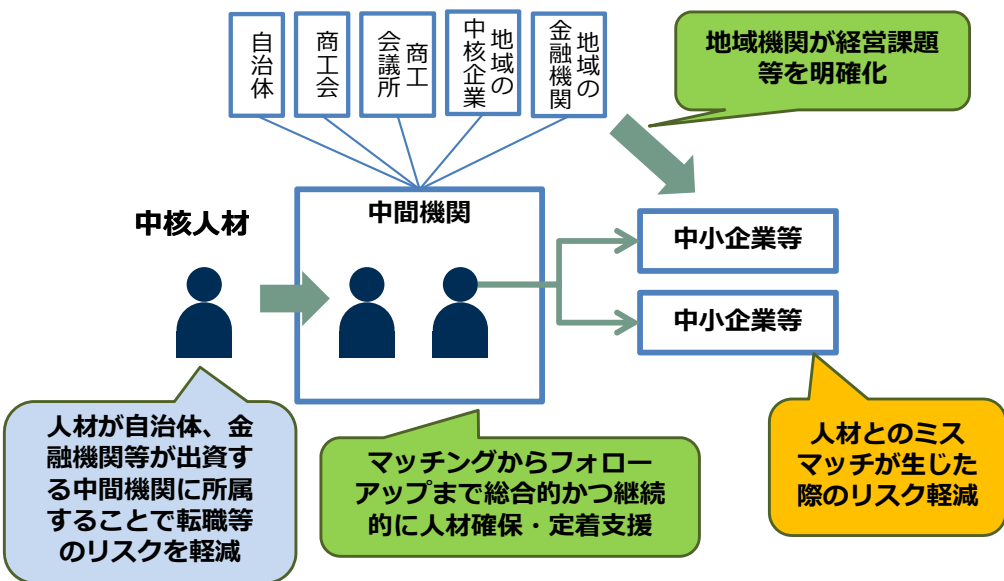 自治体
商工会
商工
会議所
地域の
中核企業
地域の
金融機関
地域機関が経営課題
等を明確化
中核人材
中間機関
中小企業等
中小企業等
人材が自治体、金
融機関等が出資す
る中間機関に所属
することで転職等
のリスクを軽減
マッチングからフォロー
アップまで総合的かつ継続
的に人材確保・定着支援
人材とのミス
マッチが生じた
際のリスク軽減